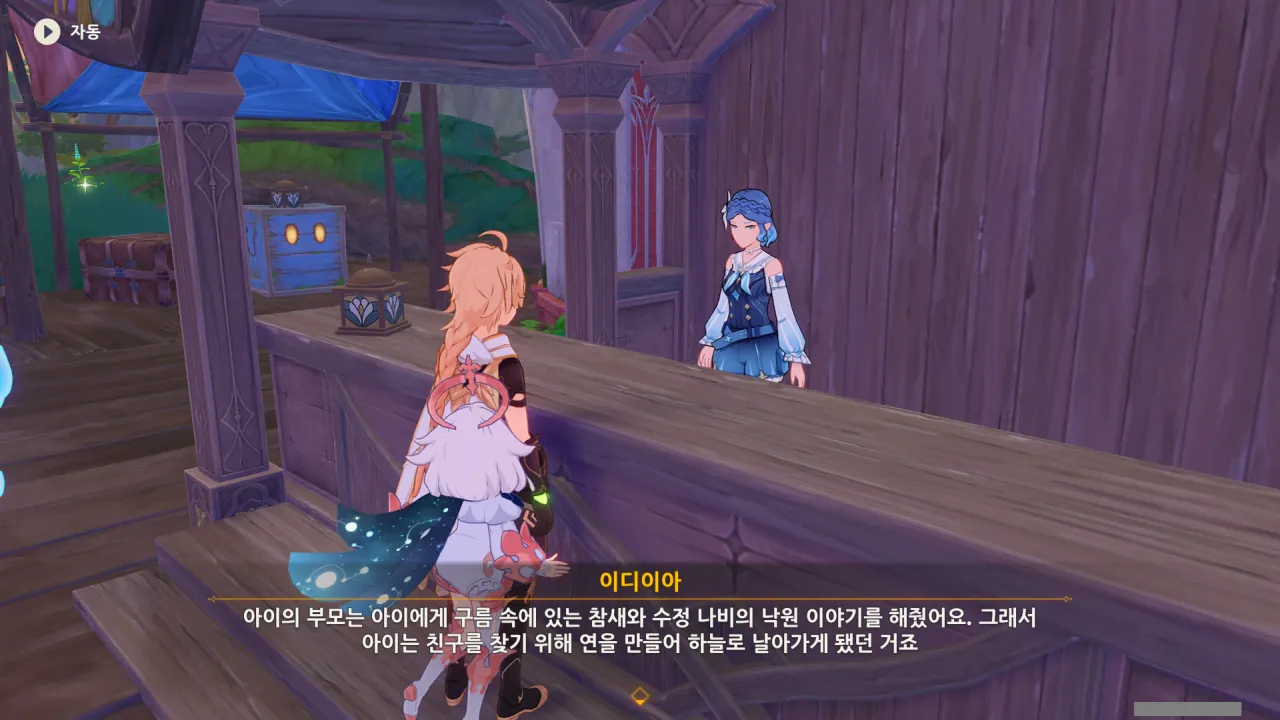 자동
이디이아
아이의 부모는 아이에게 구름 속에 있는 참새와 수정 나비의 낙원 이야기를 해줬어요. 그래서
아이는 친구를 찾기 위해 연을 만들어 하늘로 날아가게 됐던 거죠